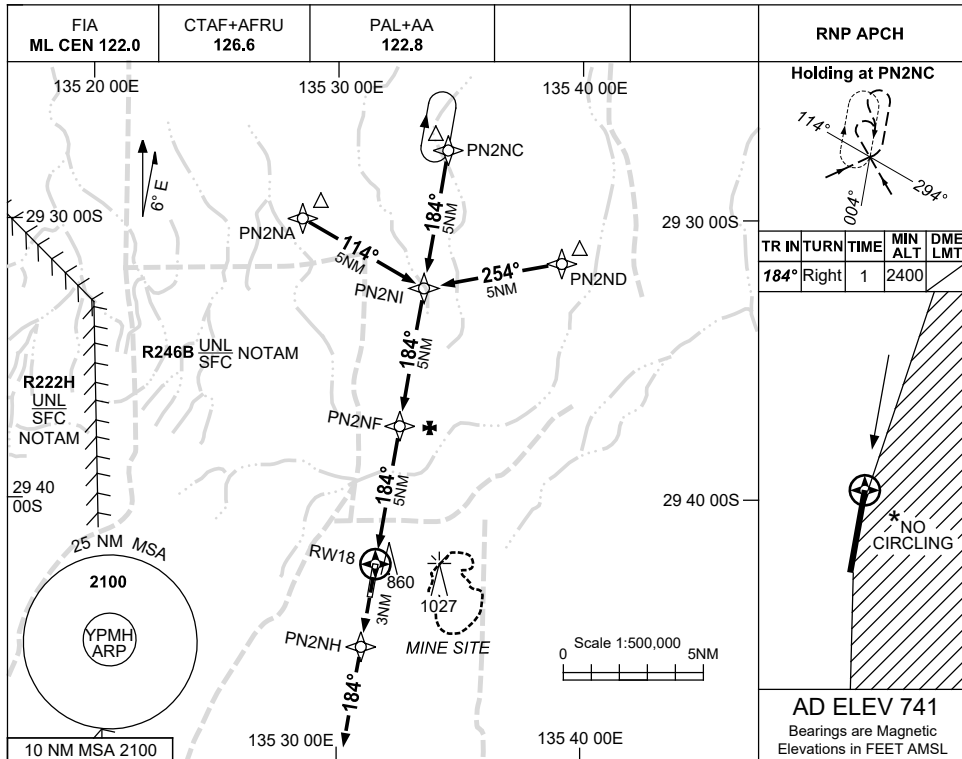 FIA
ML CEN 122.0
CTAF+AFRU
126.6
PAL+AA
122.8
RNP APCH
135 20 00E
135 30 00E
135 40 00E
Holding at PN2NC
114°
294°
004°
TR IN TURN TIME MIN ALT DME LMT
184° Right 1 2400
6° E
PN2NC
29 30 00S
29 30 00S
PN2NA
184°
5NM
114°
5NM
254°
5NM
PN2ND
PN2NI
R246B UNL SFC NOTAM
184°
5NM
R222H
UNL
SFC
NOTAM
PN2NF
184°
5NM
29 40
00S
29 40 00S
*NO
CIRCLING
25 NM MSA
2100
YPMH
ARP
RW18
860
1027
3NM
PN2NH
MINE SITE
184°
Scale 1:500,000
0 5NM
10 NM MSA 2100
135 30 00E
135 40 00E
AD ELEV 741
Bearings are Magnetic
Elevations in FEET AMSL